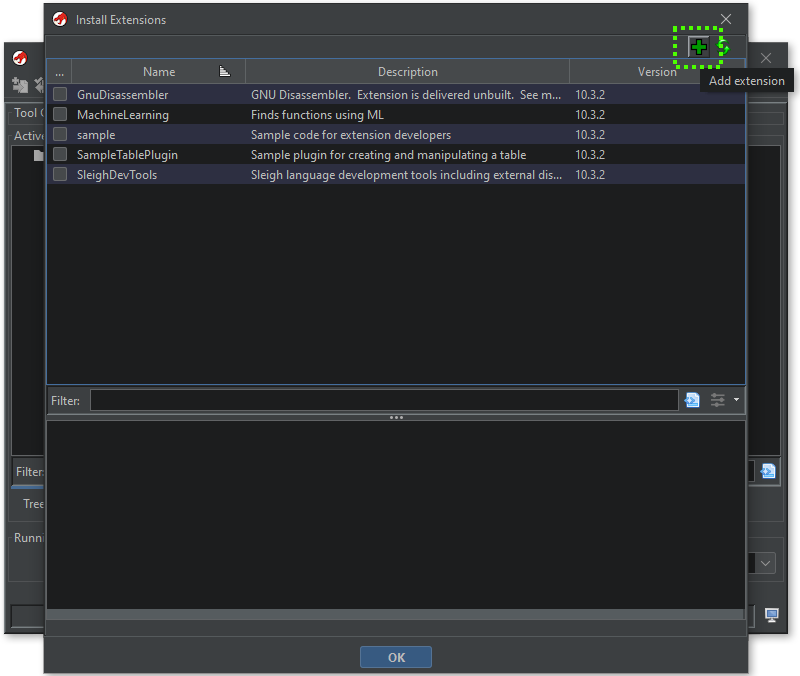 Install Extensions
Add extension
... Name Description Version
GnuDisassembler GNU Disassembler. Extension is delivered unbuilt. See m... 10.3.2
MachineLearning Finds functions using ML 10.3.2
sample Sample code for extension developers 10.3.2
SampleTablePlugin Sample plugin for creating and manipulating a table 10.3.2
SleighDevTools Sleigh language development tools including external dis... 10.3.2
Filter:
OK
Tool
Active
Filter:
Tree
Runni